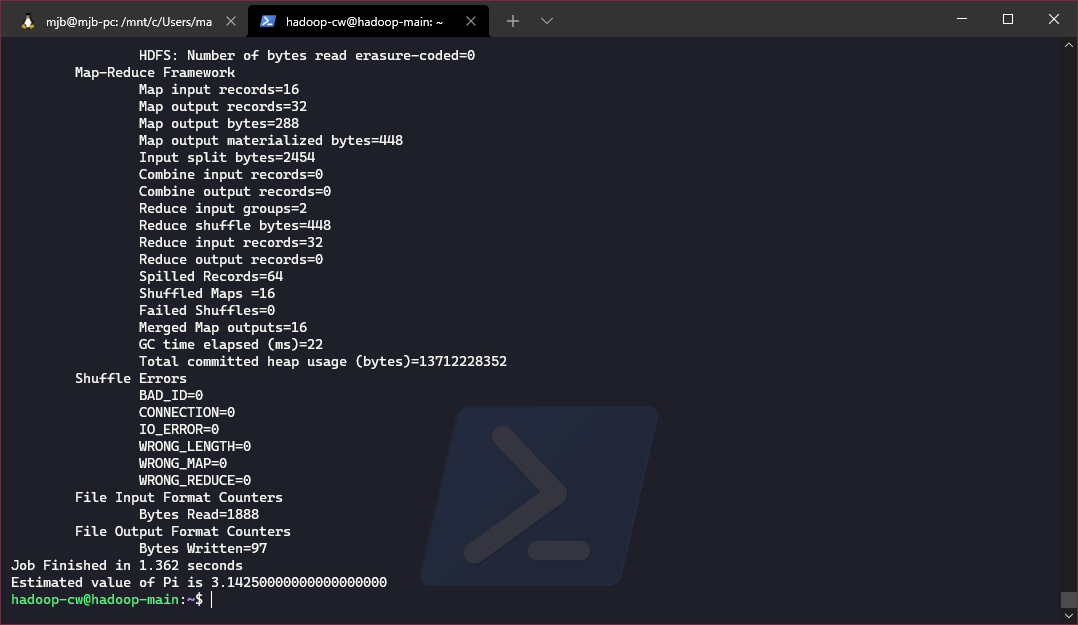 mjb@mjb-pc: /mnt/c/Users/ma
hadoop-cw@hadoop-main: ~
HDFS: Number of bytes read erasure-coded=0
Map-Reduce Framework
Map input records=16
Map output records=32
Map output bytes=288
Map output materialized bytes=448
Input split bytes=2454
Combine input records=0
Combine output records=0
Reduce input groups=2
Reduce shuffle bytes=448
Reduce input records=32
Reduce output records=0
Spilled Records=64
Shuffled Maps =16
Failed Shuffles=0
Merged Map outputs=16
GC time elapsed (ms)=22
Total committed heap usage (bytes)=13712228352
Shuffle Errors
BAD_ID=0
CONNECTION=0
IO_ERROR=0
WRONG_LENGTH=0
WRONG_MAP=0
WRONG_REDUCE=0
File Input Format Counters
Bytes Read=1888
File Output Format Counters
Bytes Written=97
Job Finished in 1.362 seconds
Estimated value of Pi is 3.14250000000000000000
hadoop-cw@hadoop-main:~$